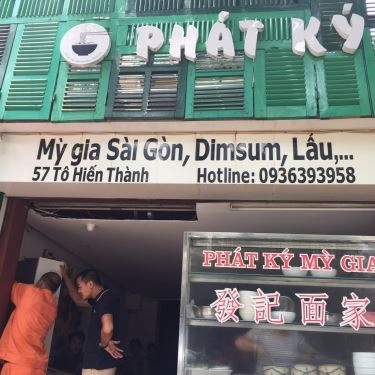 PHÁT KÝ
Mỳ gia Sài Gòn, Dimsum, Lẩu,...
57 Tô Hiến Thành Hotline: 0936393958
PHÁT KÝ MỲ GIA
發記面家